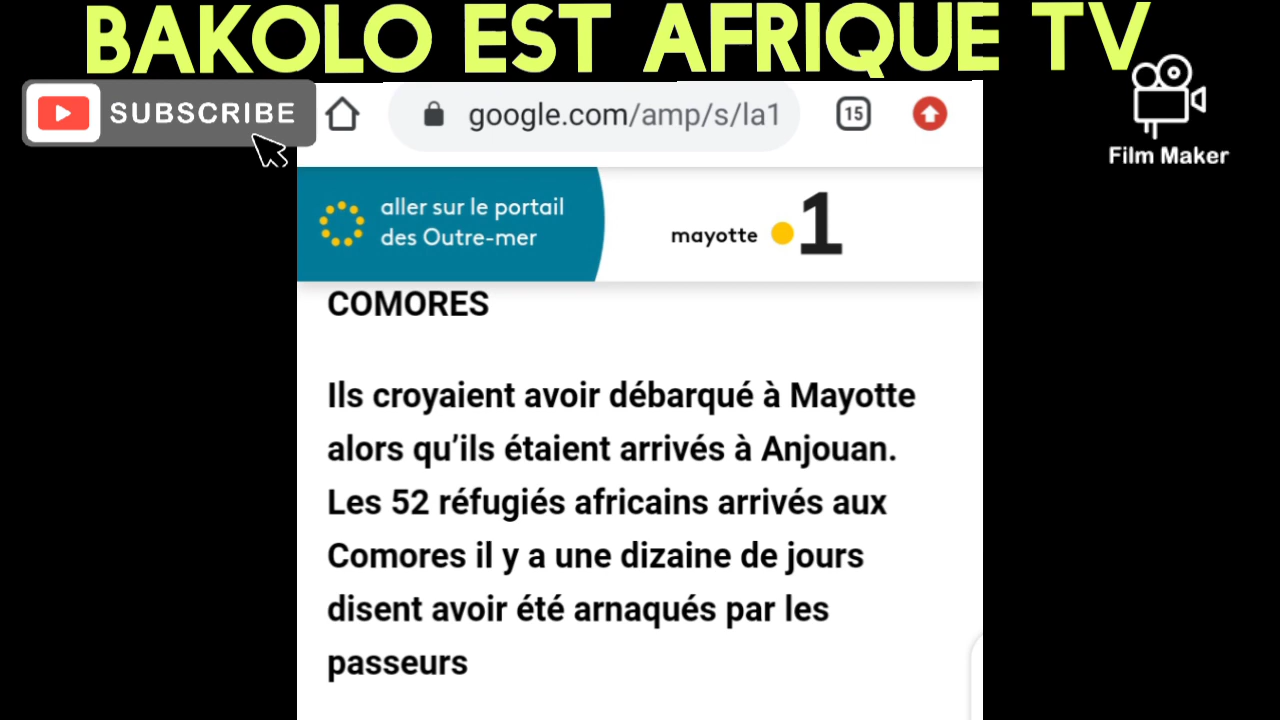 BAKOLO EST AFRIQUE TV
SUBSCRIBE
google.com/amp/s/la1
15
Film Maker
aller sur le portail
des Outre-mer
mayotte 1
COMORES
Ils croyaient avoir débarqué à Mayotte
alors qu’ils étaient arrivés à Anjouan.
Les 52 réfugiés africains arrivés aux
Comores il y a une dizaine de jours
disent avoir été arnaqués par les
passeurs